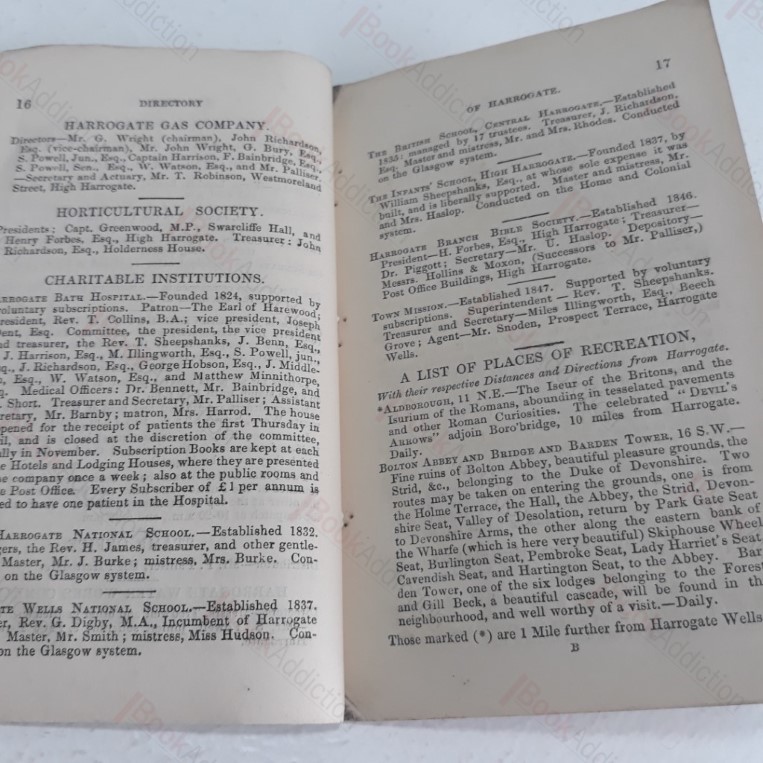 16 DIRECTORY
HARROGATE GAS COMPANY.
Directors—Mr. G. Wright (chairman), John Richardson,
Esq. (vice-chairman), Mr. John Wright, G. Bury, Esq.,
S. Powell, Jun., Esq., Captain Harrison, F. Bainbridge, Esq.,
S. Powell, Sen., Esq., W. Watson, Esq., and Mr. Palliser.
—Secretary and Actuary, Mr. T. Robinson, Westmoreland
Street, High Harrogate.
HORTICULTURAL SOCIETY.
Presidents: Capt. Greenwood, M.P., Swarcliffe Hall, and
Henry Forbes, Esq., High Harrogate. Treasurer: John
Richardson, Esq., Holderness House.
CHARITABLE INSTITUTIONS.
RROGATE BATH HOSPITAL.—Founded 1824, supported by
oluntary subscriptions. Patron—The Earl of Harewood;
resident, Rev. T. Collins, B.A.; vice president, Joseph
ent, Esq. Committee, the president, the vice president
nd treasurer, the Rev. T. Sheepshanks, J. Benn, Esq.,
J. Harrison, Esq., M. Illingworth, Esq., S. Powell, jun.,
q., J. Richardson, Esq., George Hobson, Esq., J. Middle-
s, Esq., W. Watson, Esq., and Matthew Minnithorpe,
q. Medical Officers: Dr. Bennett, Mr. Bainbridge, and
. Short. Treasurer and Secretary, Mr. Palliser; Assistant
retary, Mr. Barnby; matron, Mrs. Harrod. The house
pened for the receipt of patients the first Thursday in
il, and is closed at the discretion of the committee,
lly in November. Subscription Books are kept at each
e Hotels and Lodging Houses, where they are presented
e company once a week; also at the public rooms and
e Post Office. Every Subscriber of £1 per annum is
ed to have one patient in the Hospital.
HARROGATE NATIONAL SCHOOL.—Established 1832.
gers, the Rev. H. James, treasurer, and other gentle-
Master, Mr. J. Burke; mistress, Mrs. Burke. Con-
on the Glasgow system.
TE WELLS NATIONAL SCHOOL.—Established 1837.
er, Rev. G. Digby, M.A., Incumbent of Harrogate
Master, Mr. Smith; mistress, Miss Hudson. Con-
on the Glasgow system.
OF HARROGATE. 17
THE BRITISH SCHOOL, CENTRAL HARROGATE.—Established
1835; managed by 17 trustees. Treasurer, J. Richardson,
Esq. Master and mistress, Mr. and Mrs. Rhodes. Conducted
on the Glasgow system.
THE INFANTS' SCHOOL, HIGH HARROGATE.—Founded 1837, by
William Sheepshanks, Esq., at whose sole expense it was
built, and is liberally supported. Master and mistress, Mr.
and Mrs. Haslop. Conducted on the Home and Colonial
system.
HARROGATE BRANCH BIBLE SOCIETY.—Established 1846.
President—H. Forbes, Esq., High Harrogate; Treasurer—
Dr. Piggott; Secretary—Mr. U. Haslop. Depository—
Messrs. Hollins & Moxon, (Successors to Mr. Palliser,)
Post Office Buildings, High Harrogate.
TOWN MISSION.—Established 1847. Supported by voluntary
subscriptions. Superintendent—Rev. T. Sheepshanks.
Treasurer and Secretary—Miles Illingworth, Esq., Beech
Grove; Agent—Mr. Snoden, Prospect Terrace, Harrogate
Wells.
A LIST OF PLACES OF RECREATION,
With their respective Distances and Directions from Harrogate.
*ALDBOROUGH, 11 N.E.—The Iseur of the Britons, and the
Isurium of the Romans, abounding in tesselated pavements
and other Roman Curiosities. The celebrated "DEVIL'S
ARROWS" adjoin Boro'bridge, 10 miles from Harrogate.
Daily.
BOLTON ABBEY AND BRIDGE AND BARDEN TOWER, 16 S.W.—
Fine ruins of Bolton Abbey, beautiful pleasure grounds, the
Strid, &c., belonging to the Duke of Devonshire. Two
routes may be taken on entering the grounds, one is from
the Holme Terrace, the Hall, the Abbey, the Strid, Devon-
shire Seat, Valley of Desolation, return by Park Gate Seat
to Devonshire Arms, the other along the eastern bank of
the Wharfe (which is here very beautiful) Skiphouse Wheel
Seat, Burlington Seat, Pembroke Seat, Lady Harriet's Seat,
Cavendish Seat, and Hartington Seat, to the Abbey. Bar-
den Tower, one of the six lodges belonging to the Forest
and Gill Beck, a beautiful cascade, will be found in the
neighbourhood, and well worthy of a visit.—Daily.
Those marked (*) are 1 Mile further from Harrogate Wells
B